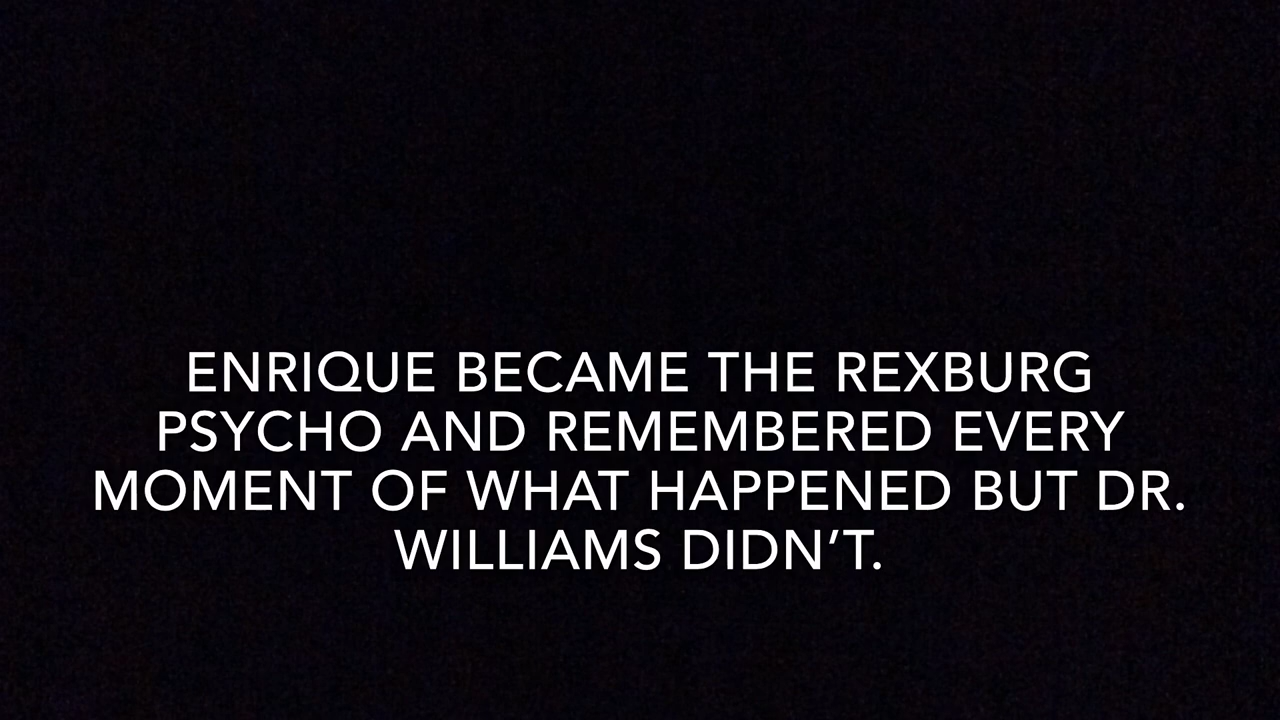 ENRIQUE BECAME THE REXBURG
PSYCHO AND REMEMBERED EVERY
MOMENT OF WHAT HAPPENED BUT DR.
WILLIAMS DIDN’T.